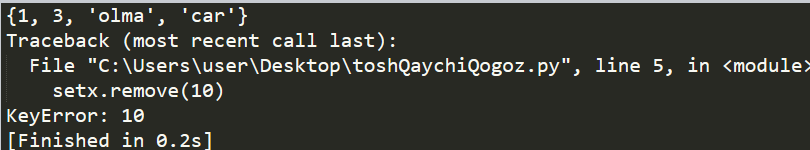 {1, 3, 'olma', 'car'}
Traceback (most recent call last):
  File "C:\Users\user\Desktop\toshQaychiQogoz.py", line 5, in <module>
    setx.remove(10)
KeyError: 10
[Finished in 0.2s]